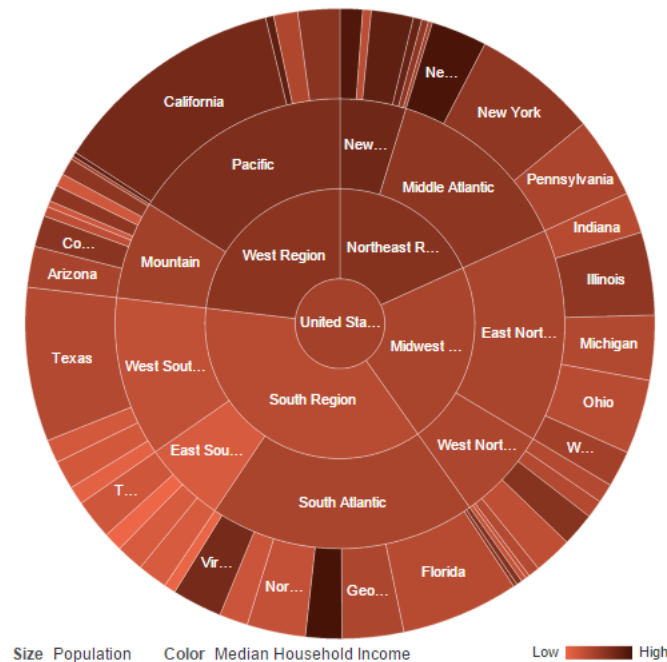 California
Ne...
New York
Pacific
New...
Middle Atlantic
Pennsylvania
Indiana
Co...
Mountain
West Region
Northeast R...
Arizona
Illinois
United Sta...
East Nort...
Midwest ...
Michigan
Texas
West Sout...
South Region
Ohio
East Sou...
West Nort...
W...
T...
South Atlantic
Vir...
Nor...
Geo...
Florida
Size Population Color Median Household Income Low High